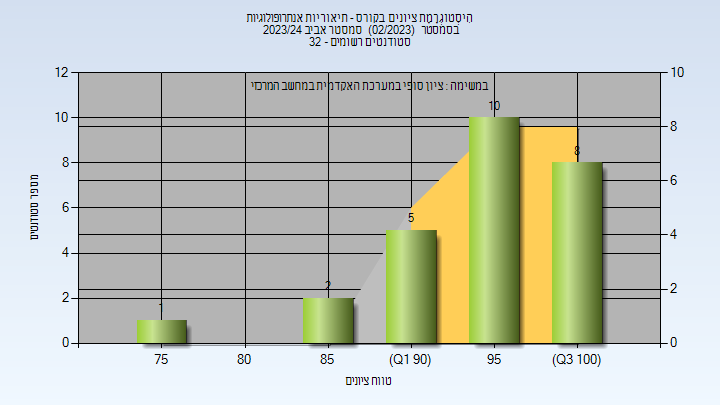 היסטוגרמת ציונים בקורס - תיאוריות אנתרופולוגיות
בסמסטר (02/2023) סמסטר אביב 2023/24
סטודנטים רשומים - 32
במשימה : ציון סופי במערכת האקדמית במחשב המרכזי
12
10
8
6
4
2
0
10
8
6
4
2
0
מספר סטודנטים
1
2
5
10
8
75
80
85
(Q1 90)
95
(Q3 100)
טווח ציונים